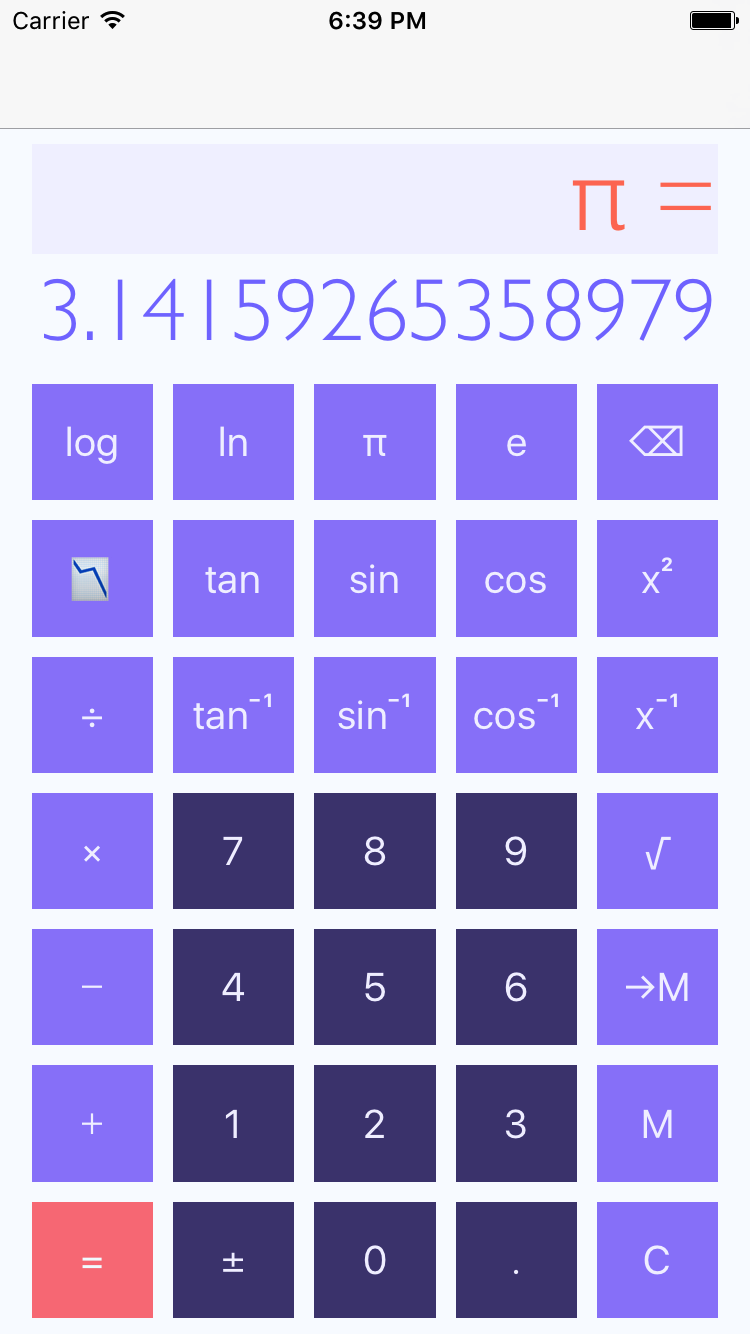 Carrier 6:39 PM
π =
3.14159265358979
log ln π e ⌫
tan sin cos x²
÷ tan⁻¹ sin⁻¹ cos⁻¹ x⁻¹
× 7 8 9 √
− 4 5 6 →M
+ 1 2 3 M
= ± 0 . C